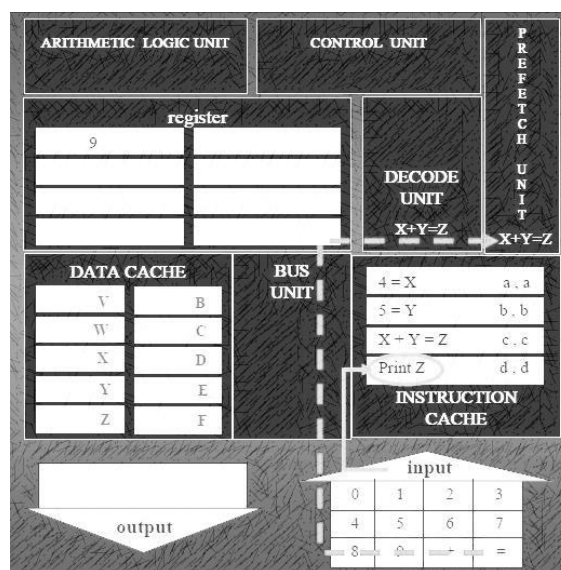 ARITHMETIC LOGIC UNIT
CONTROL UNIT
PREFETCH UNIT
X+Y=Z
register
9
DECODE
UNIT
X+Y=Z
DATA CACHE
V B
W C
X D
Y E
Z F
BUS
UNIT
4 = X a , a
5 = Y b , b
X + Y = Z c , c
Print Z d , d
INSTRUCTION
CACHE
output
input
0 1 2 3
4 5 6 7
8 9 + =